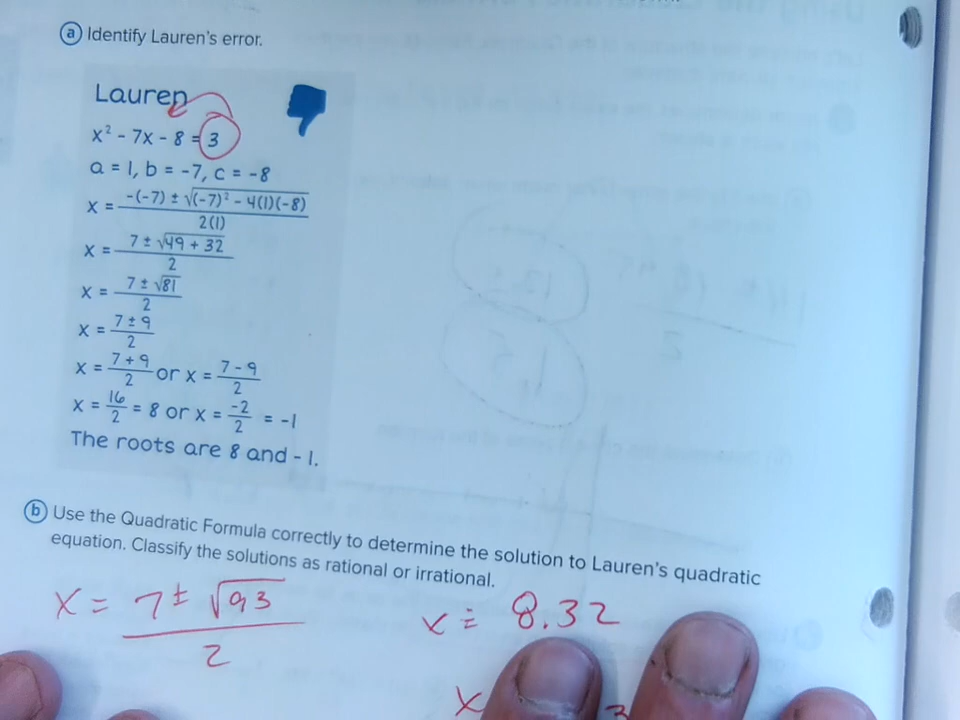 a Identify Lauren's error.
Lauren
x² - 7x - 8 = 3
a = 1, b = -7, c = -8
x = -(-7) ± √(-7)² - 4(1)(-8) / 2(1)
x = 7 ± √49 + 32 / 2
x = 7 ± √81 / 2
x = 7 ± 9 / 2
x = 7 + 9 / 2 or x = 7 - 9 / 2
x = 16 / 2 = 8 or x = -2 / 2 = -1
The roots are 8 and -1.
b Use the Quadratic Formula correctly to determine the solution to Lauren's quadratic
equation. Classify the solutions as rational or irrational.
x = 7 ± √93 / 2
x ≐ 8.32
x